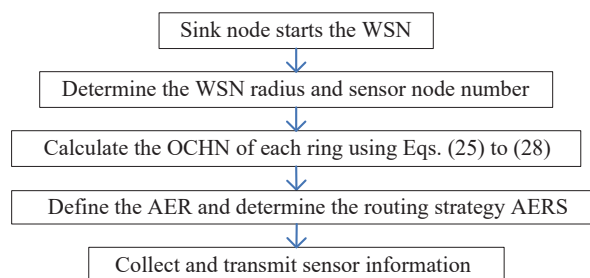 Sink node starts the WSN
Determine the WSN radius and sensor node number
Calculate the OCHN of each ring using Eqs. (25) to (28)
Define the AER and determine the routing strategy AERS
Collect and transmit sensor information